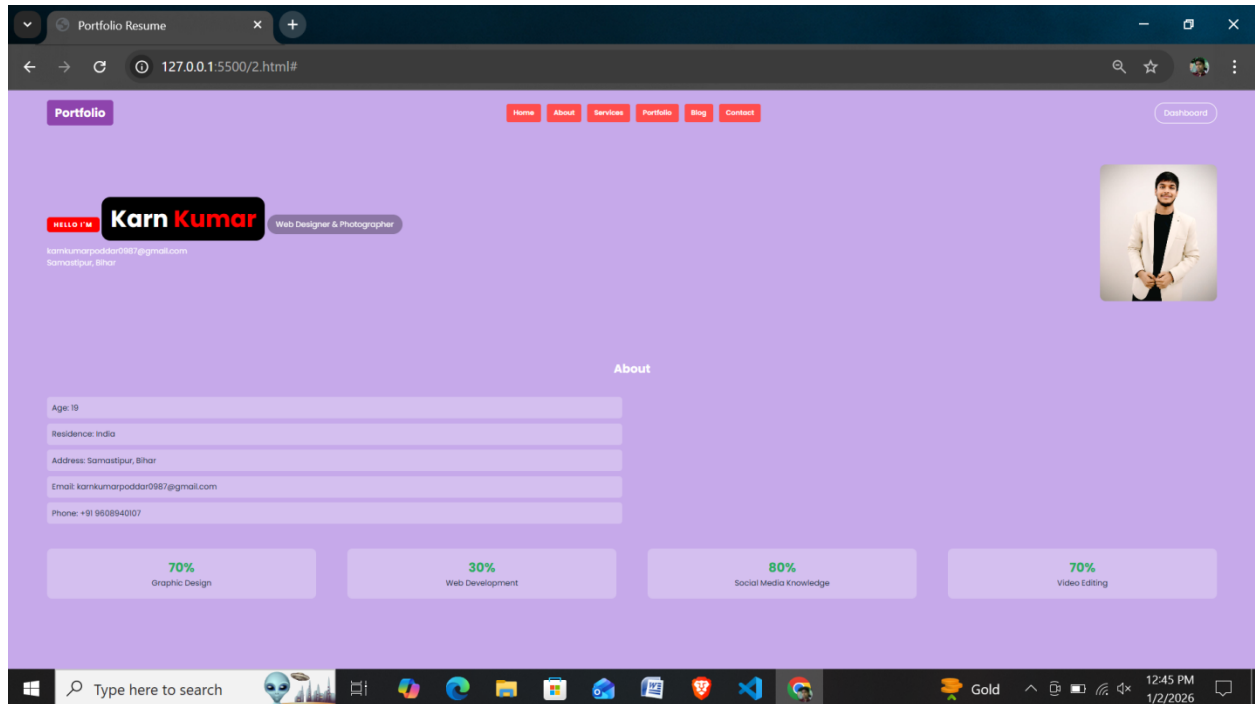 Portfolio Resume
127.0.0.1:5500/2.html#
Portfolio
Home About Services Portfolio Blog Contact
Dashboard
HELLO I'M Karn Kumar Web Designer & Photographer
karnkumarpoddar0987@gmail.com
Samastipur, Bihar
About
Age: 19
Residence: India
Address: Samastipur, Bihar
Email: karnkumarpoddar0987@gmail.com
Phone: +91 9608940107
70% 30% 80% 70%
Graphic Design Web Development Social Media Knowledge Video Editing
Type here to search
Gold
12:45 PM
1/2/2026